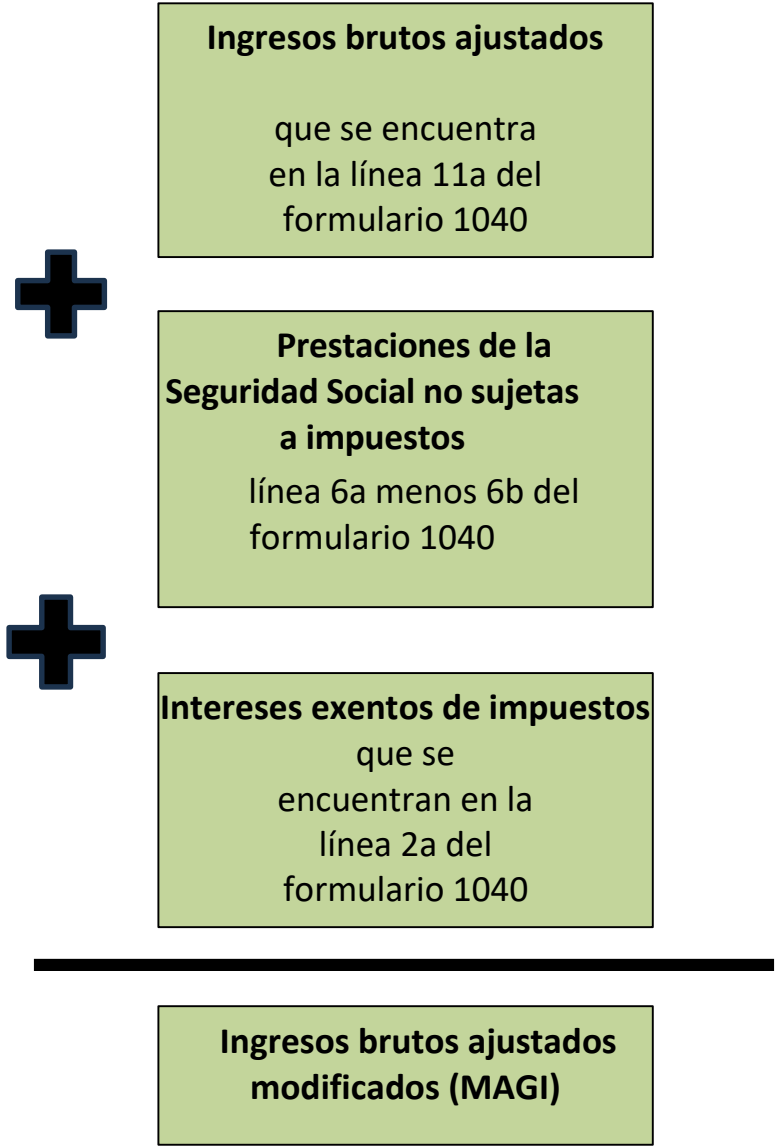 Ingresos brutos ajustados
que se encuentra
en la línea 11a del
formulario 1040
Prestaciones de la
Seguridad Social no sujetas
a impuestos
línea 6a menos 6b del
formulario 1040
Intereses exentos de impuestos
que se
encuentran en la
línea 2a del
formulario 1040
Ingresos brutos ajustados
modificados (MAGI)